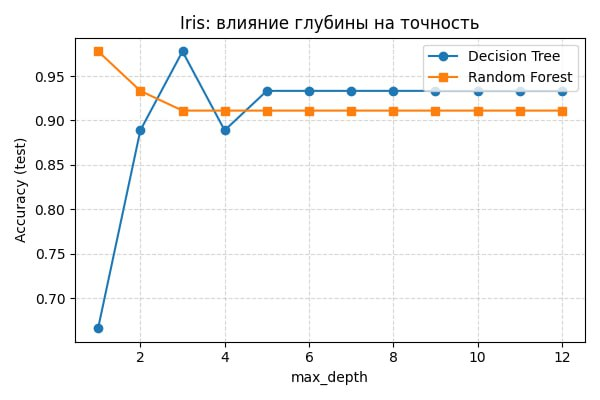 Iris: влияние глубины на точность
Decision Tree
Random Forest
Accuracy (test)
0.95
0.90
0.85
0.80
0.75
0.70
2 4 6 8 10 12
max_depth